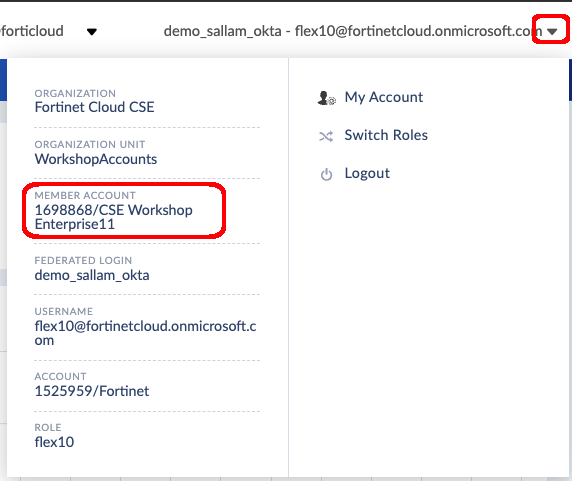 forticloud
demo_sallam_okta - flex10@fortinetcloud.onmicrosoft.com
ORGANIZATION
Fortinet Cloud CSE
ORGANIZATION UNIT
WorkshopAccounts
MEMBER ACCOUNT
1698868/CSE Workshop
Enterprise11
FEDERATED LOGIN
demo_sallam_okta
USERNAME
flex10@fortinetcloud.onmicrosoft.c
om
ACCOUNT
1525959/Fortinet
ROLE
flex10
My Account
Switch Roles
Logout